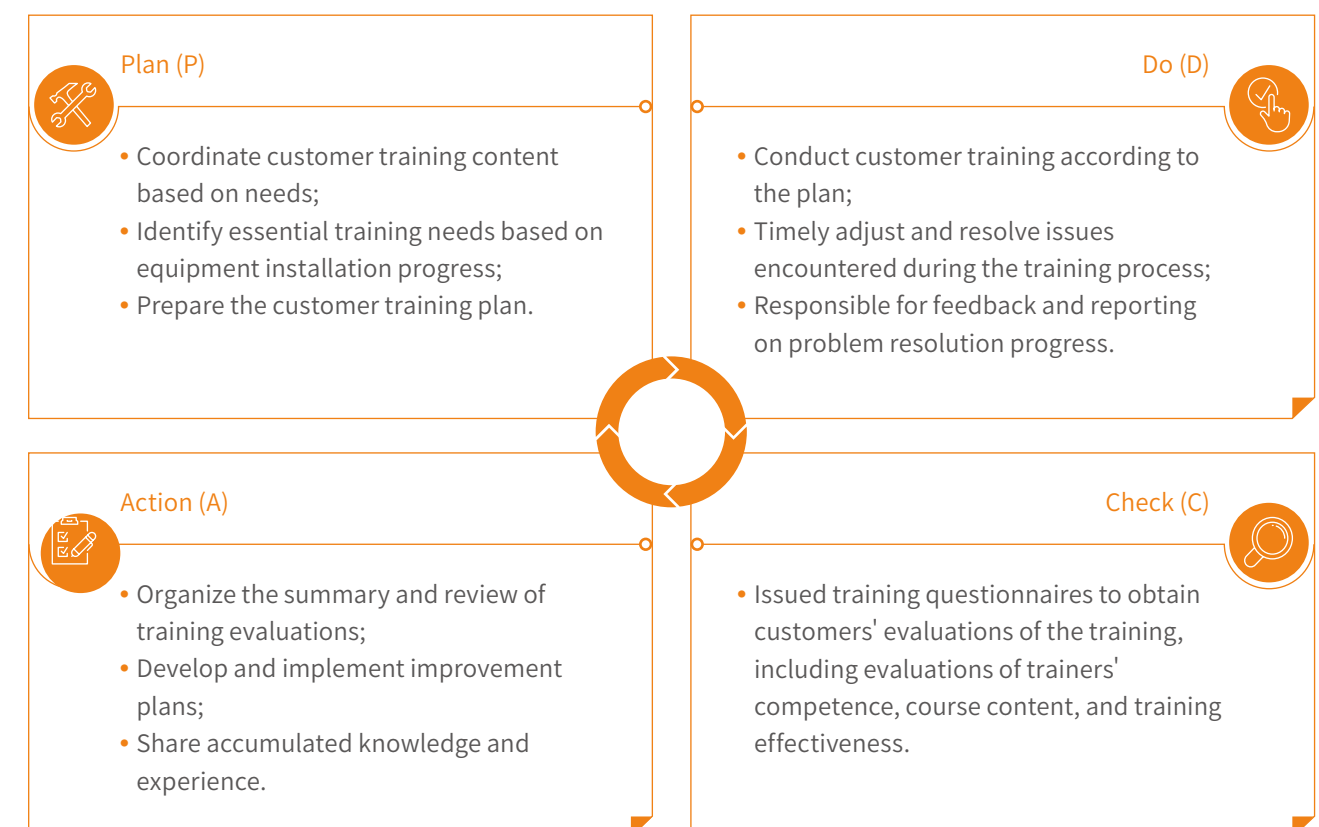 Plan (P)
• Coordinate customer training content
based on needs;
• Identify essential training needs based on
equipment installation progress;
• Prepare the customer training plan.
Do (D)
• Conduct customer training according to
the plan;
• Timely adjust and resolve issues
encountered during the training process;
• Responsible for feedback and reporting
on problem resolution progress.
Action (A)
• Organize the summary and review of
training evaluations;
• Develop and implement improvement
plans;
• Share accumulated knowledge and
experience.
Check (C)
• Issued training questionnaires to obtain
customers' evaluations of the training,
including evaluations of trainers'
competence, course content, and training
effectiveness.